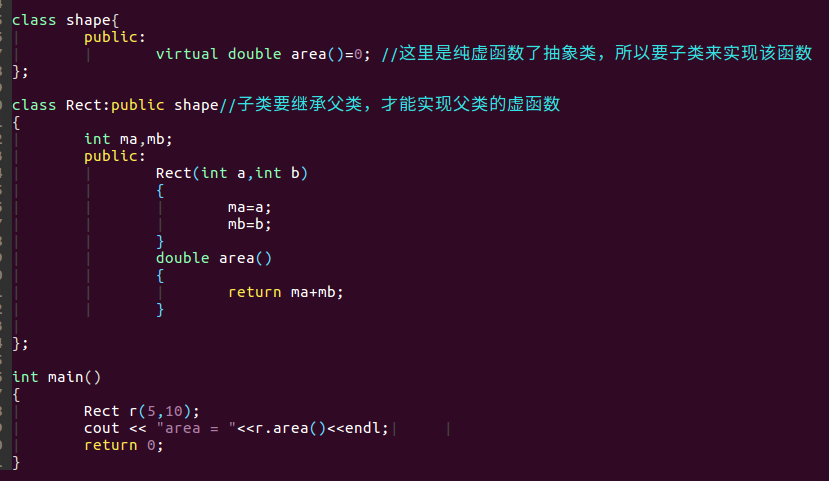 class shape{
public:
virtual double area()=0; //这里是纯虚函数了抽象类，所以要子类来实现该函数
};
class Rect:public shape//子类要继承父类，才能实现父类的虚函数
{
int ma,mb;
public:
Rect(int a,int b)
{
ma=a;
mb=b;
}
double area()
{
return ma+mb;
}
};
int main()
{
Rect r(5,10);
cout << "area = "<<r.area()<<endl;
return 0;
}